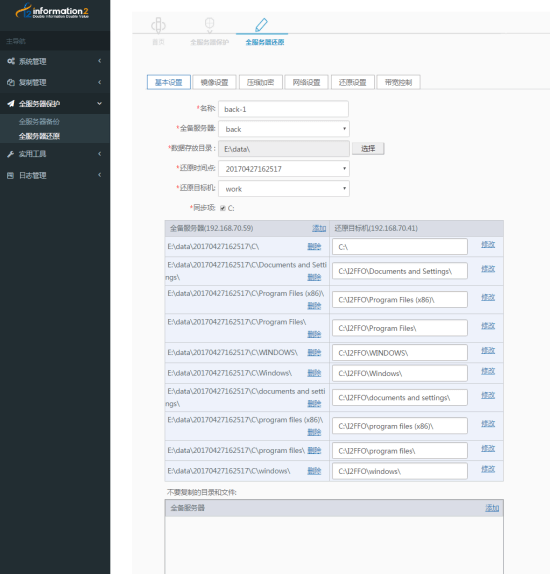 information2
Double Information Double Value
主导航
系统管理
复制管理
全服务器保护
全服务器备份
全服务器还原
实用工具
日志管理
首页 全服务器保护 全服务器还原
基本设置 镜像设置 压缩加密 网络设置 还原设置 带宽控制
*名称: back-1
*全备服务器: back
*数据存放目录: E:\data\ 选择
*还原时间点: 20170427162517
*还原目标机: work
*同步项: C:
全备服务器(192.168.70.59) 添加 还原目标机(192.168.70.41)
E:\data\20170427162517\C\ 删除 C:\ 修改
E:\data\20170427162517\C\Documents and Setti
ngs\ 删除 C:\I2FFO\Documents and Settings\ 修改
E:\data\20170427162517\C\Program Files (x86)\
删除 C:\I2FFO\Program Files (x86)\ 修改
E:\data\20170427162517\C\Program Files\
删除 C:\I2FFO\Program Files\ 修改
E:\data\20170427162517\C\WINDOWS\ 删除 C:\I2FFO\WINDOWS\ 修改
E:\data\20170427162517\C\Windows\ 删除 C:\I2FFO\Windows\ 修改
E:\data\20170427162517\C\documents and setti
ngs\ 删除 C:\I2FFO\documents and settings\ 修改
E:\data\20170427162517\C\program files (x86)\
删除 C:\I2FFO\program files (x86)\ 修改
E:\data\20170427162517\C\program files\ 删除 C:\I2FFO\program files\ 修改
E:\data\20170427162517\C\windows\ 删除 C:\I2FFO\windows\ 修改
不要复制的目录和文件:
全备服务器 添加